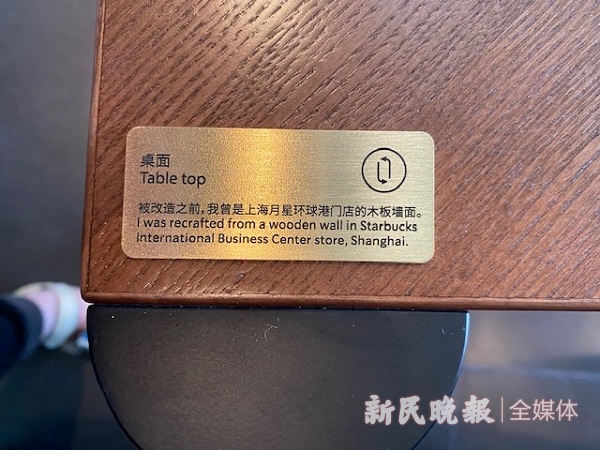 桌面
Table top
被改造之前，我曾是上海月星环球港门店的木板墙面。
I was recrafted from a wooden wall in Starbucks
International Business Center store, Shanghai.
新民晚报|全媒体